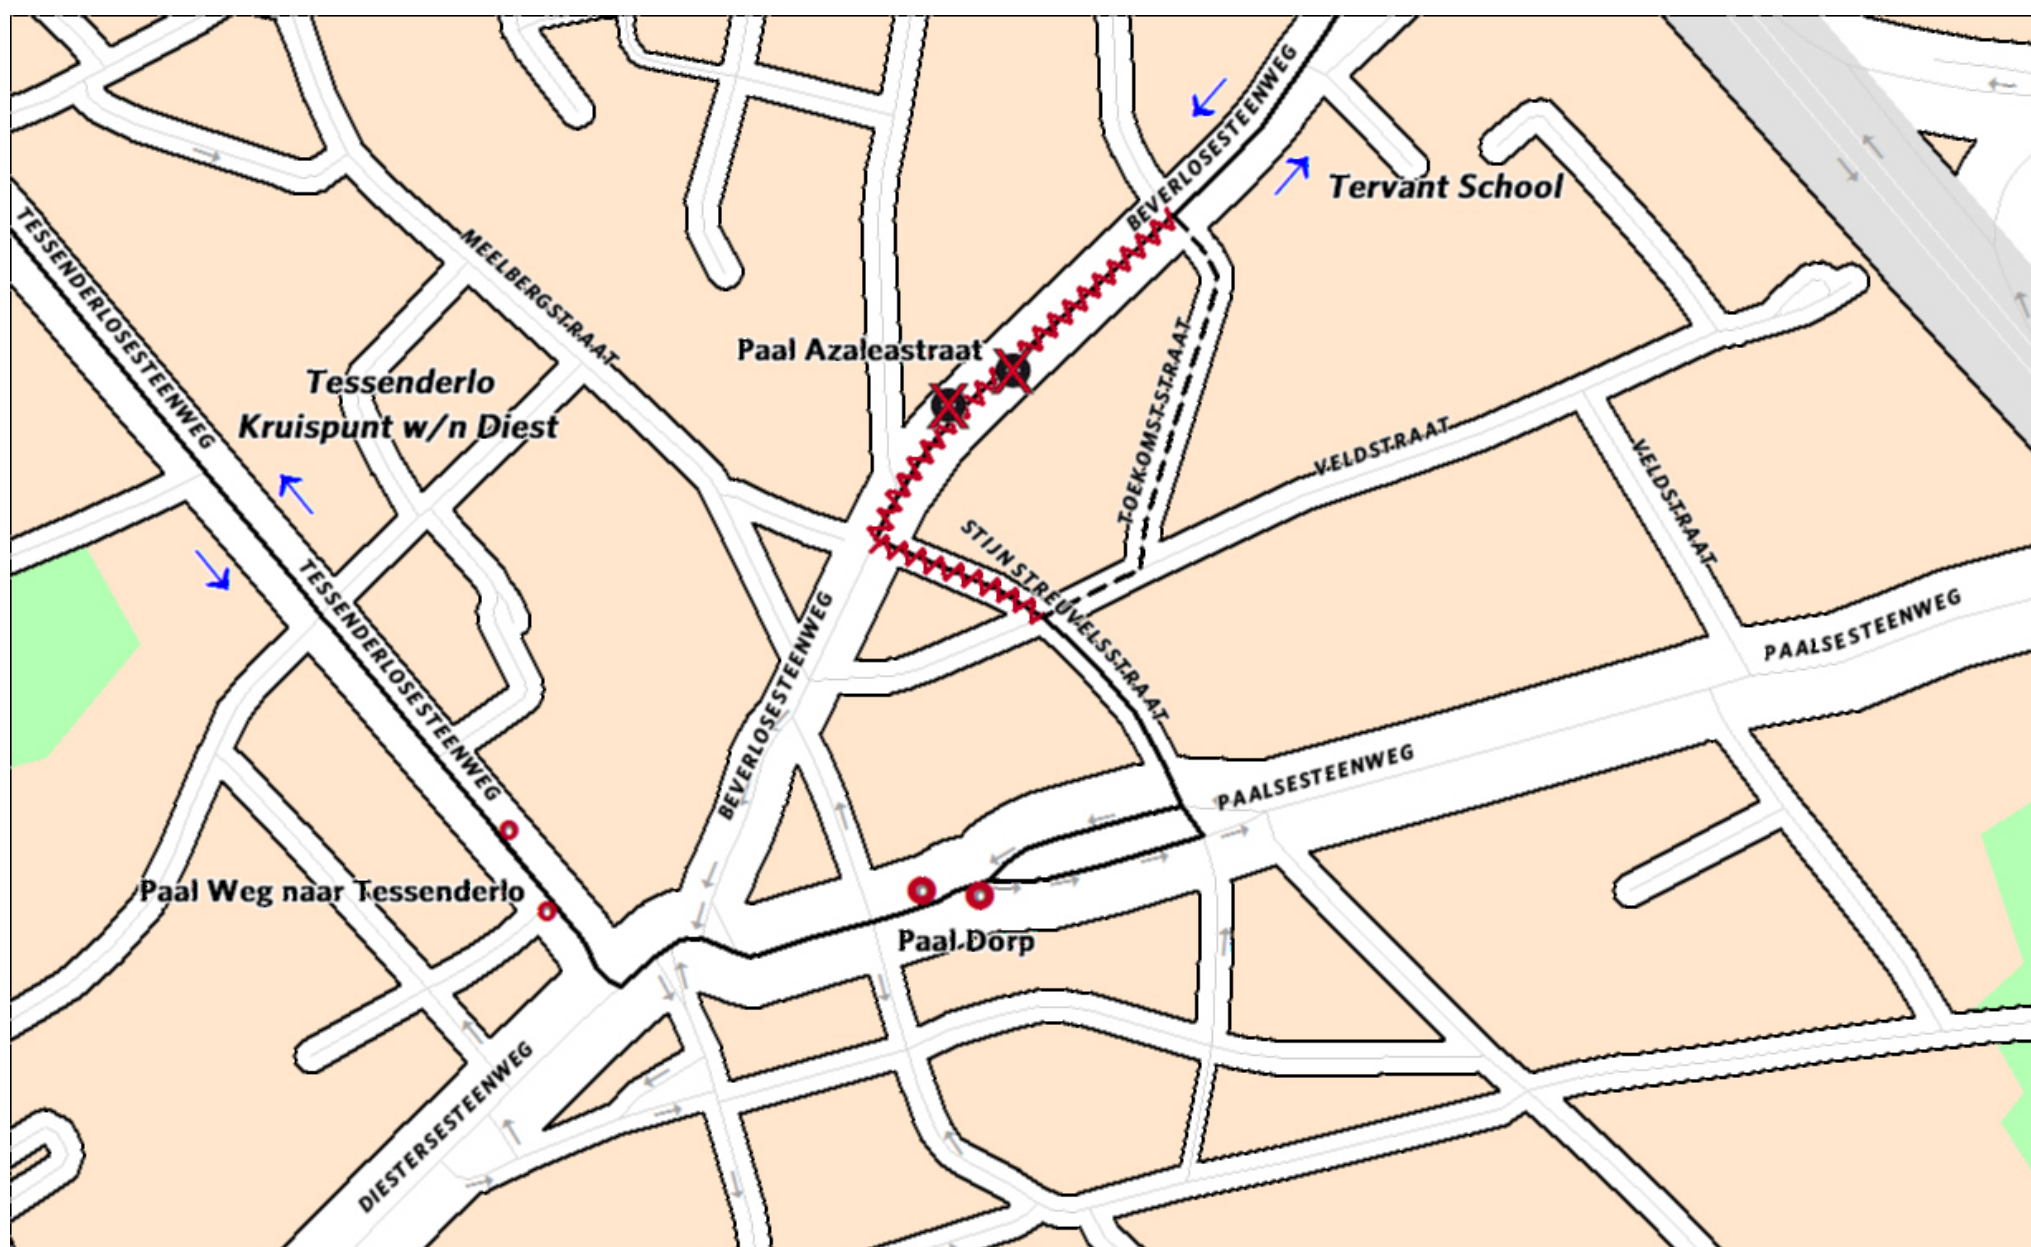 BEVERLOSESTEENWEG
Tervant School
TESSENDERLOSESTEENWEG
MEELBERGSTRAAT
BEVERLOSESTEENWEG
Paal Azaleastraat
Tessenderlo
Kruispunt w/n Diest
TOEKOMSTSTRAAT
VELDSTRAAT
VELDSTRAAT
STIJN STREUVELSSTRAAT
TESSENDERLOSESTEENWEG
BEVERLOSESTEENWEG
PAALSESTEENWEG
PAALSESTEENWEG
Paal Weg naar Tessenderlo
Paal Dorp
DIESTERSESTEENWEG